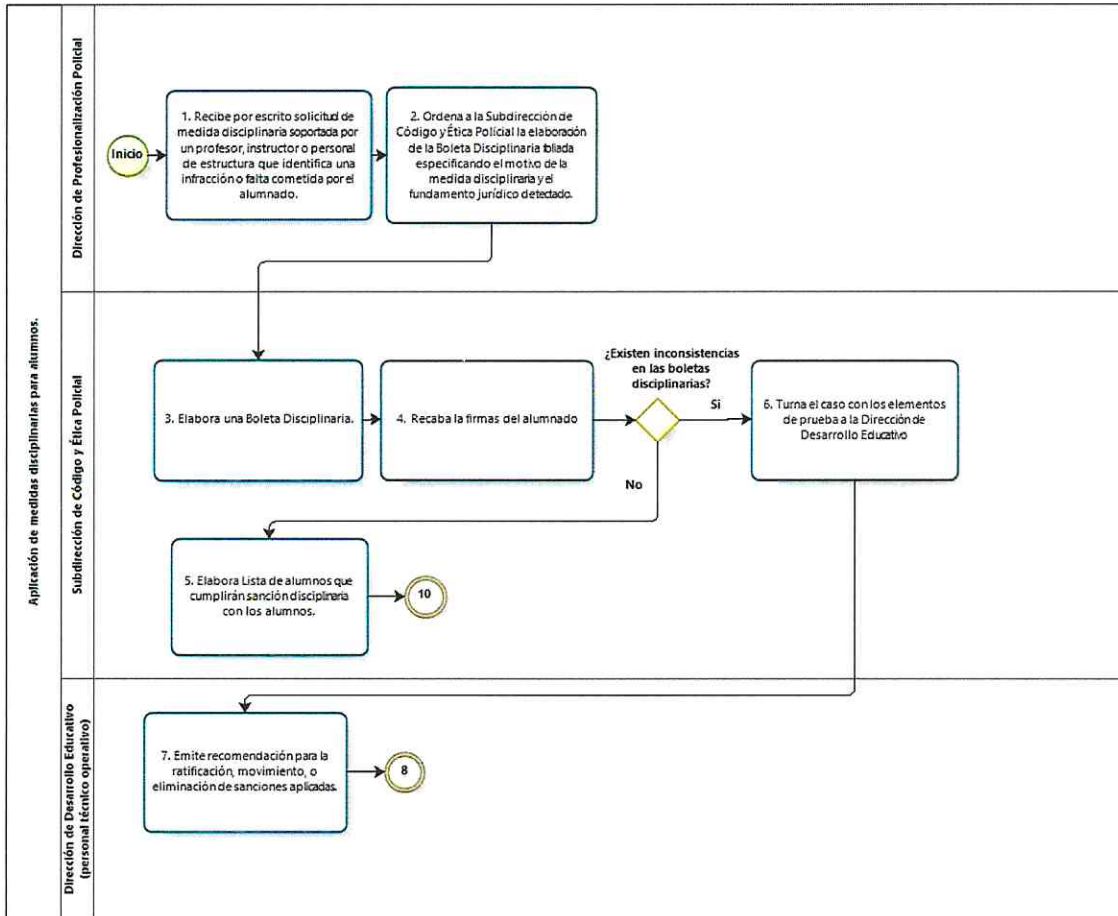 Aplicación de medidas disciplinarias para alumnos.
Dirección de Profesionalización Policial
Inicio
1. Recibe por escrito solicitud de
medida disciplinaria soportada por
un profesor, instructor o personal
de estructura que identifica una
infracción o falta cometida por el
alumnado.
2. Ordena a la Subdirección de
Código y Ética Policial la elaboración
de la Boleta Disciplinaria foliada
especificando el motivo de la
medida disciplinaria y el
fundamento jurídico detectado.
Subdirección de Código y Ética Policial
3. Elabora una Boleta Disciplinaria.
4. Recaba la firmas del alumnado
¿Existen inconsistencias
en las boletas
disciplinarias?
Si
No
6. Turna el caso con los elementos
de prueba a la Dirección de
Desarrollo Educativo
5. Elabora Lista de alumnos que
cumplirán sanción disciplinaria
con los alumnos.
10
Dirección de Desarrollo Educativo
(personal técnico operativo)
7. Emite recomendación para la
ratificación, movimiento, o
eliminación de sanciones aplicadas.
8